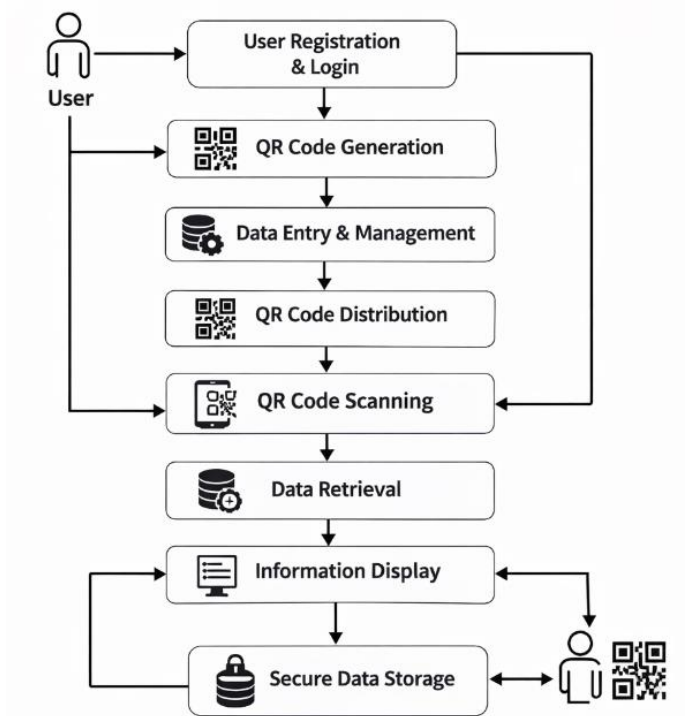 User Registration
& Login
User
QR Code Generation
Data Entry & Management
QR Code Distribution
QR Code Scanning
Data Retrieval
Information Display
Secure Data Storage